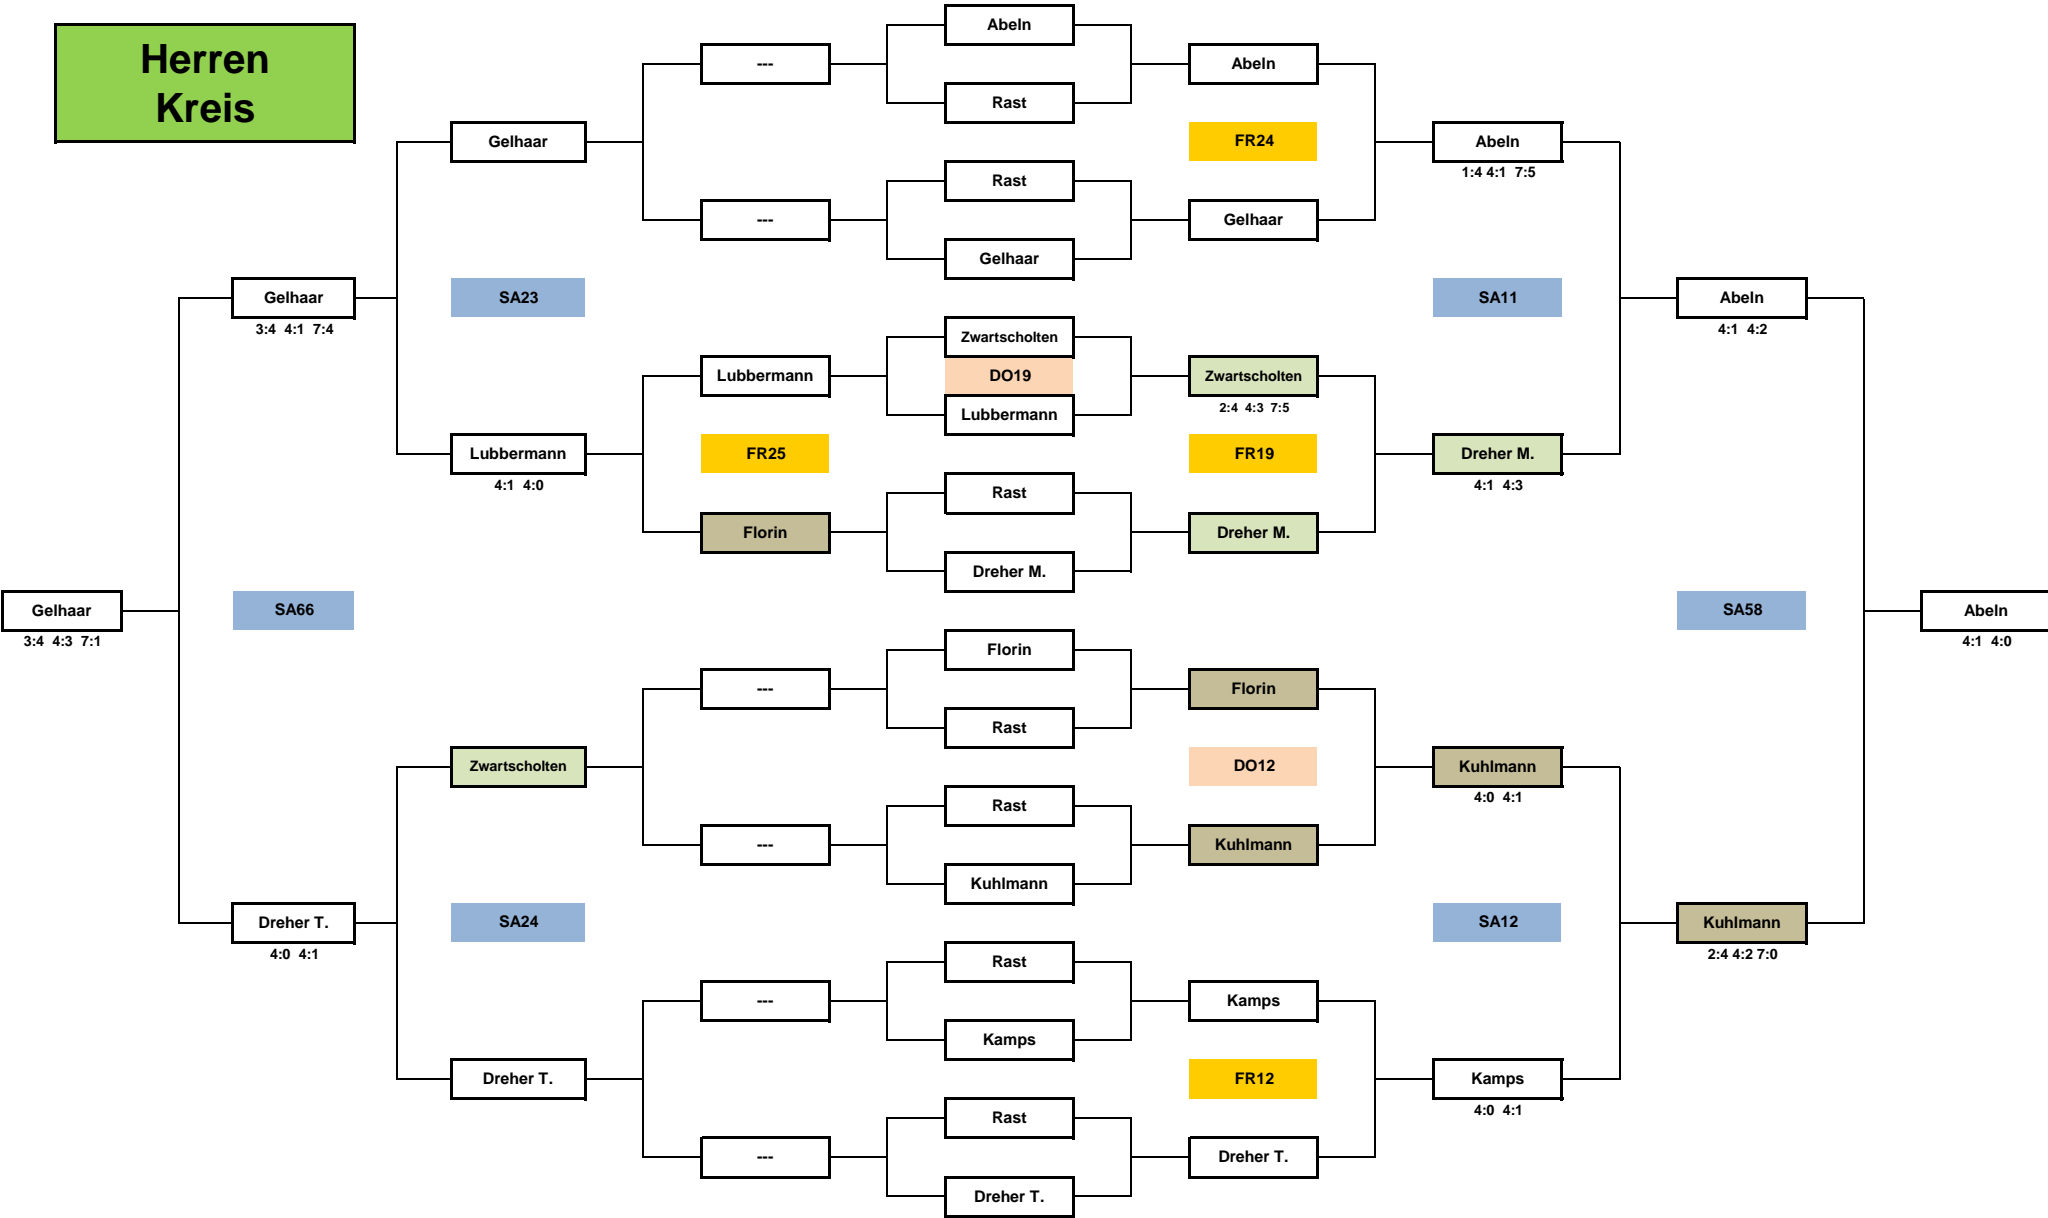 Herren
Kreis
Abeln
---
Abeln
Rast
Gelhaar
FR24
Abeln
1:4 4:1 7:5
Rast
---
Gelhaar
Gelhaar
Gelhaar
3:4 4:1 7:4
SA23
SA11
Abeln
4:1 4:2
Zwartscholten
Lubbermann
DO19
Zwartscholten
2:4 4:3 7:5
Lubbermann
Lubbermann
4:1 4:0
FR25
FR19
Dreher M.
4:1 4:3
Rast
Florin
Dreher M.
Dreher M.
Gelhaar
3:4 4:3 7:1
SA66
SA58
Abeln
4:1 4:0
Florin
---
Florin
Rast
Zwartscholten
DO12
Kuhlmann
4:0 4:1
Rast
---
Kuhlmann
Kuhlmann
Dreher T.
4:0 4:1
SA24
SA12
Kuhlmann
2:4 4:2 7:0
Rast
---
Kamps
Kamps
Dreher T.
FR12
Kamps
4:0 4:1
Rast
---
Dreher T.
Dreher T.